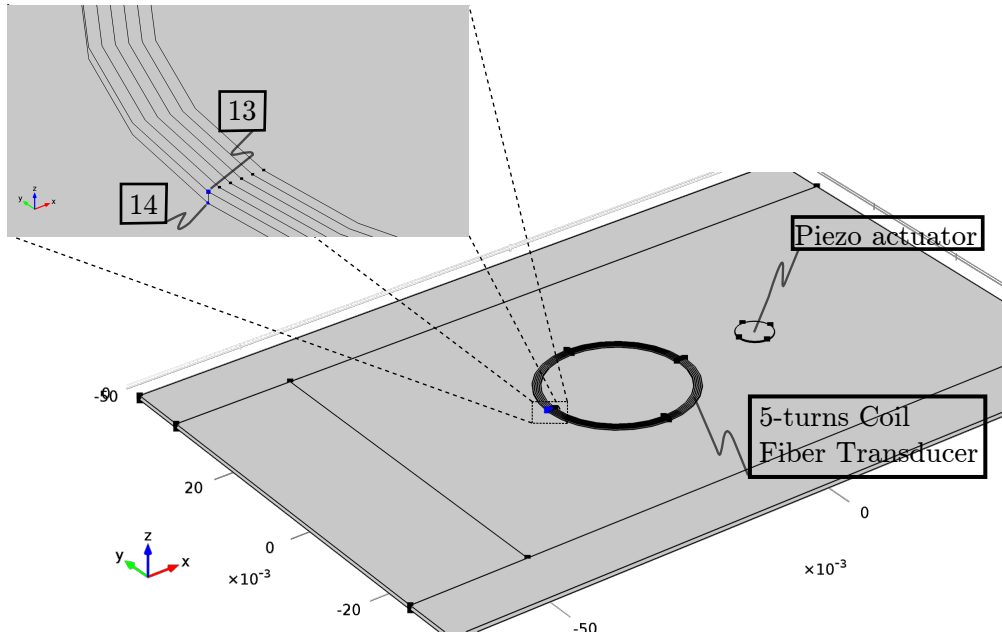 13
14
z
y
x
Piezo actuator
-50
0
5-turns Coil
Fiber Transducer
20
0
0
z
y
x
×10⁻³
×10⁻³
-20
-50